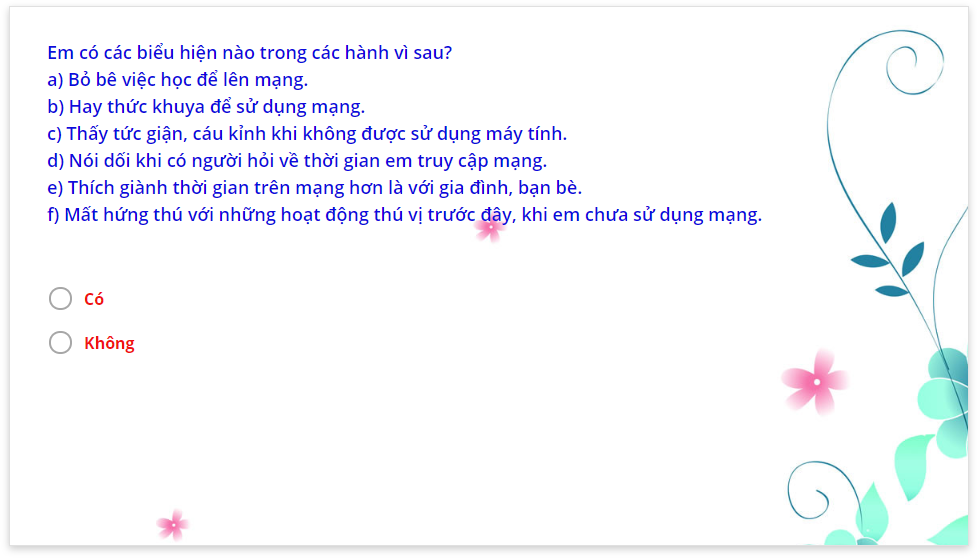 Em có các biểu hiện nào trong các hành vì sau?
a) Bỏ bê việc học để lên mạng.
b) Hay thức khuya để sử dụng mạng.
c) Thấy tức giận, cáu kỉnh khi không được sử dụng máy tính.
d) Nói dối khi có người hỏi về thời gian em truy cập mạng.
e) Thích giành thời gian trên mạng hơn là với gia đình, bạn bè.
f) Mất hứng thú với những hoạt động thú vị trước đây, khi em chưa sử dụng mạng.
Có
Không